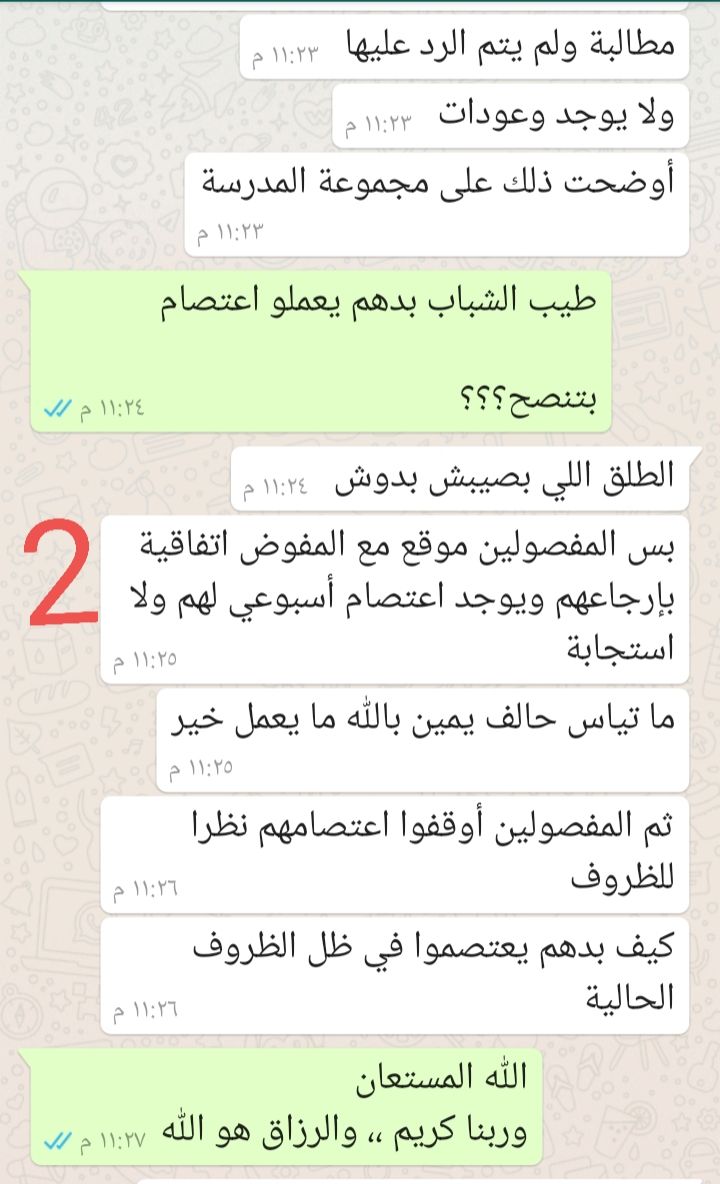 مطالبة ولم يتم الرد عليها ١١:٢٣ م
ولا يوجد وعودات ١١:٢٣ م
أوضحت ذلك على مجموعة المدرسة
١١:٢٣ م
طيب الشباب بدهم يعملو اعتصام
بتنصح؟؟؟
١١:٢٤ م
الطلق اللي بصيبش بدوش ١١:٢٤ م
2
بس المفصولين موقع مع المفوض اتفاقية
بإرجاعهم ويوجد اعتصام أسبوعي لهم ولا
استجابة
١١:٢٥ م
ما تياس حالف يمين بالله ما يعمل خير
١١:٢٥ م
ثم المفصولين أوقفوا اعتصامهم نظرا
للظروف
١١:٢٦ م
كيف بدهم يعتصموا في ظل الظروف
الحالية
١١:٢٦ م
الله المستعان
وربنا كريم ،، والرزاق هو الله ١١:٢٧ م